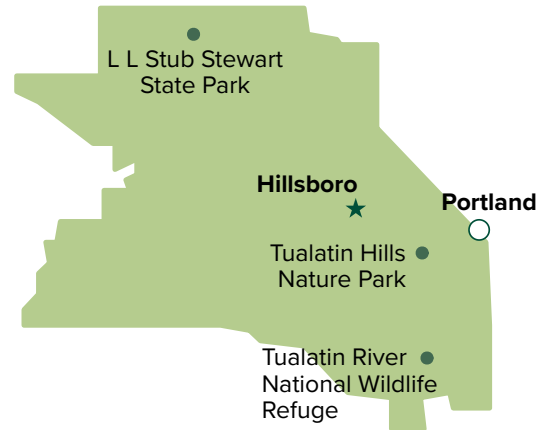 L L Stub Stewart
State Park
Hillsboro
Portland
Tualatin Hills
Nature Park
Tualatin River
National Wildlife
Refuge